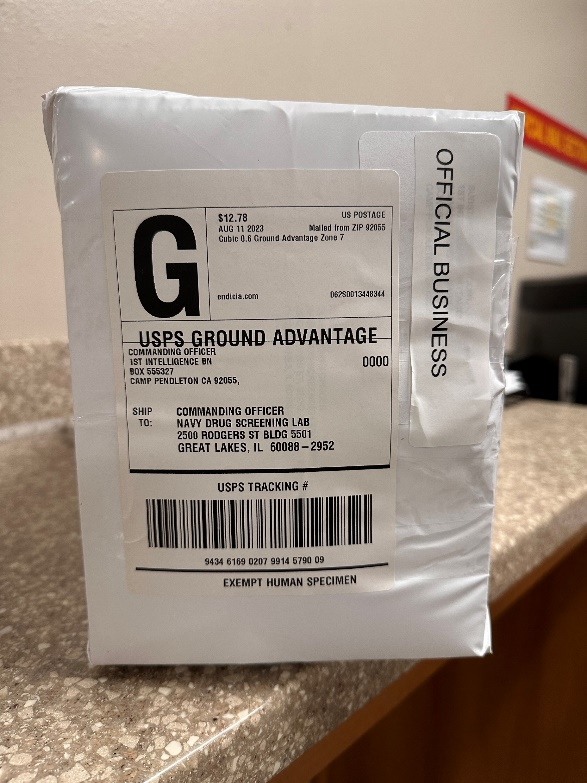 G
$12.78
US POSTAGE
AUG 11 2023
Mailed from ZIP 92055
Cubic 0.6 Ground Advantage Zone 7
endicia.com
062S0013448344
USPS GROUND ADVANTAGE
COMMANDING OFFICER
1ST INTELLIGENCE BN
BOX 555327
CAMP PENDLETON CA 92055,
0000
SHIP TO:
COMMANDING OFFICER
NAVY DRUG SCREENING LAB
2500 RODGERS ST BLDG 5501
GREAT LAKES, IL 60088-2952
USPS TRACKING #
9434 6169 0207 9914 5790 09
EXEMPT HUMAN SPECIMEN
OFFICIAL BUSINESS